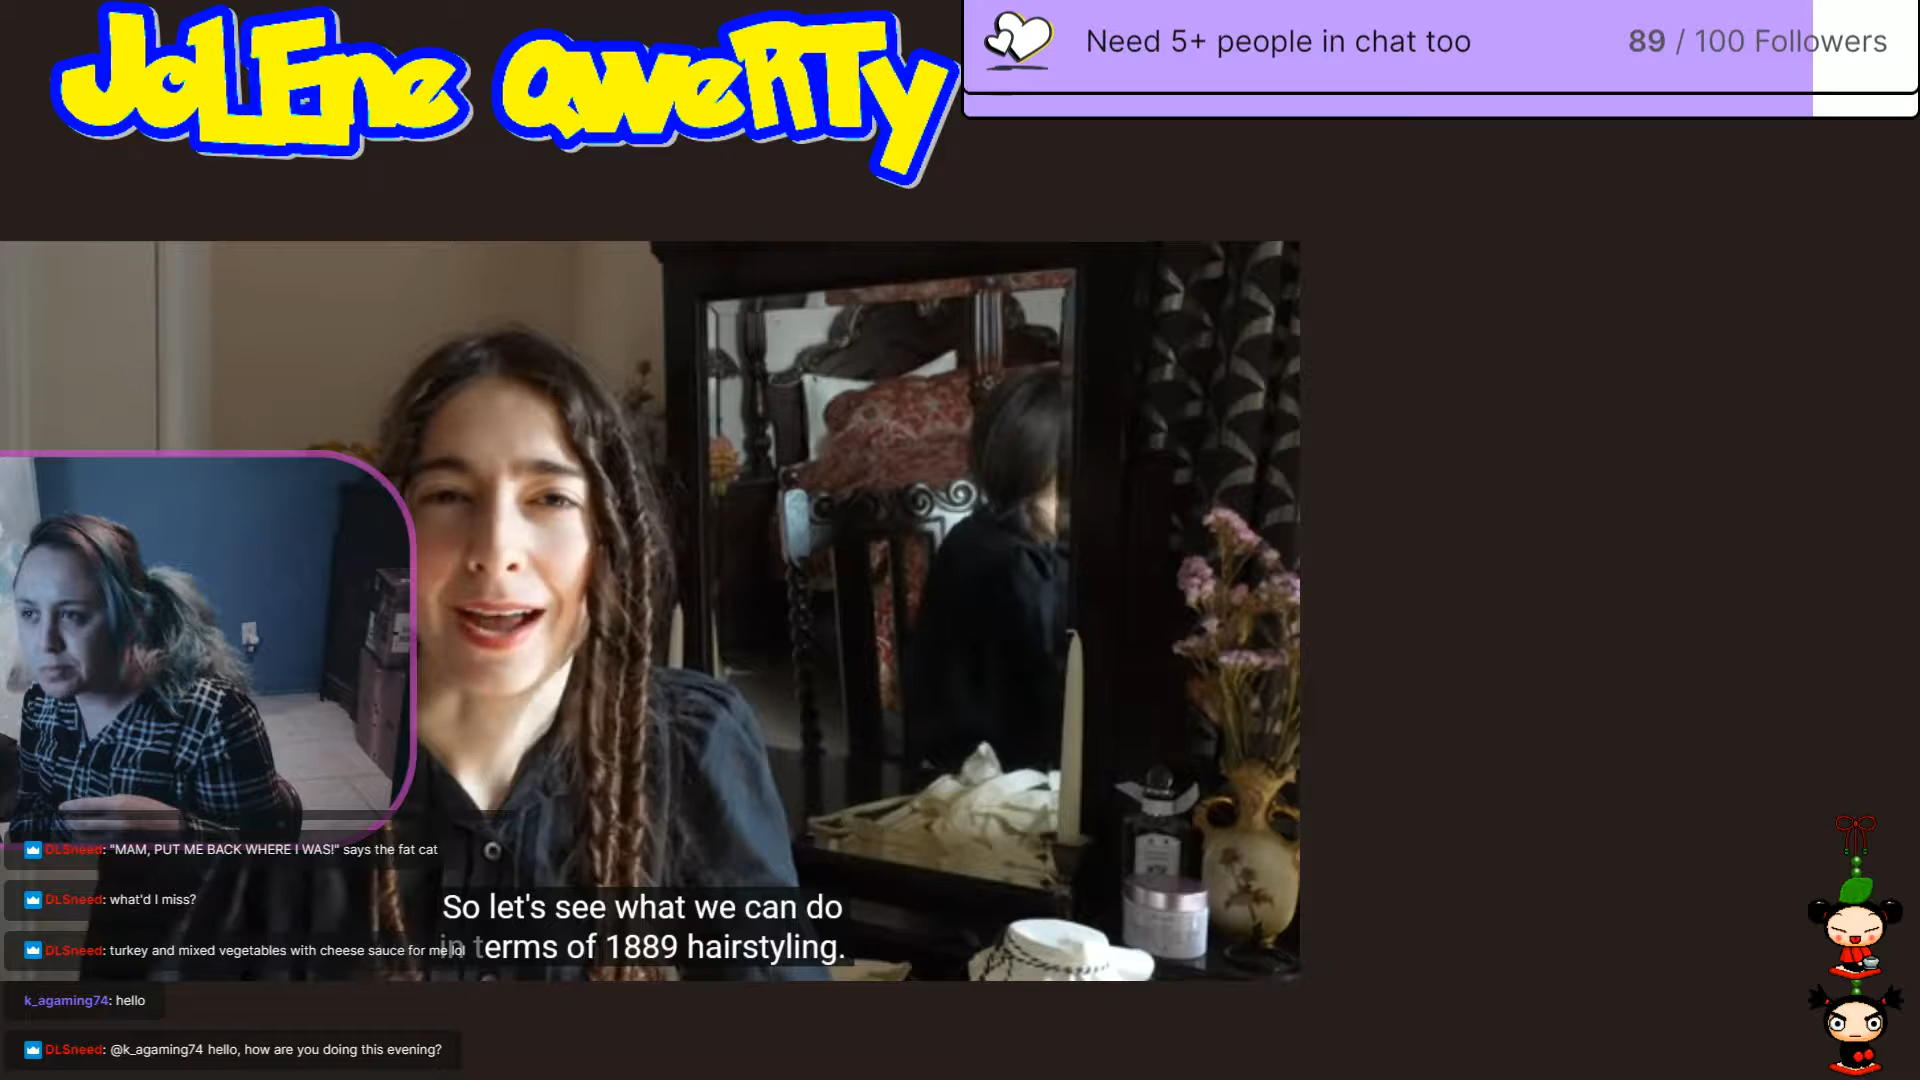 JoLEne QweRTy
Need 5+ people in chat too
89 / 100 Followers
DLSneed: "MAM, PUT ME BACK WHERE I WAS!" says the fat cat
DLSneed: what'd I miss?
So let's see what we can do
in terms of 1889 hairstyling.
DLSneed: turkey and mixed vegetables with cheese sauce for me lol
k_agaming74: hello
DLSneed: @k_agaming74 hello, how are you doing this evening?